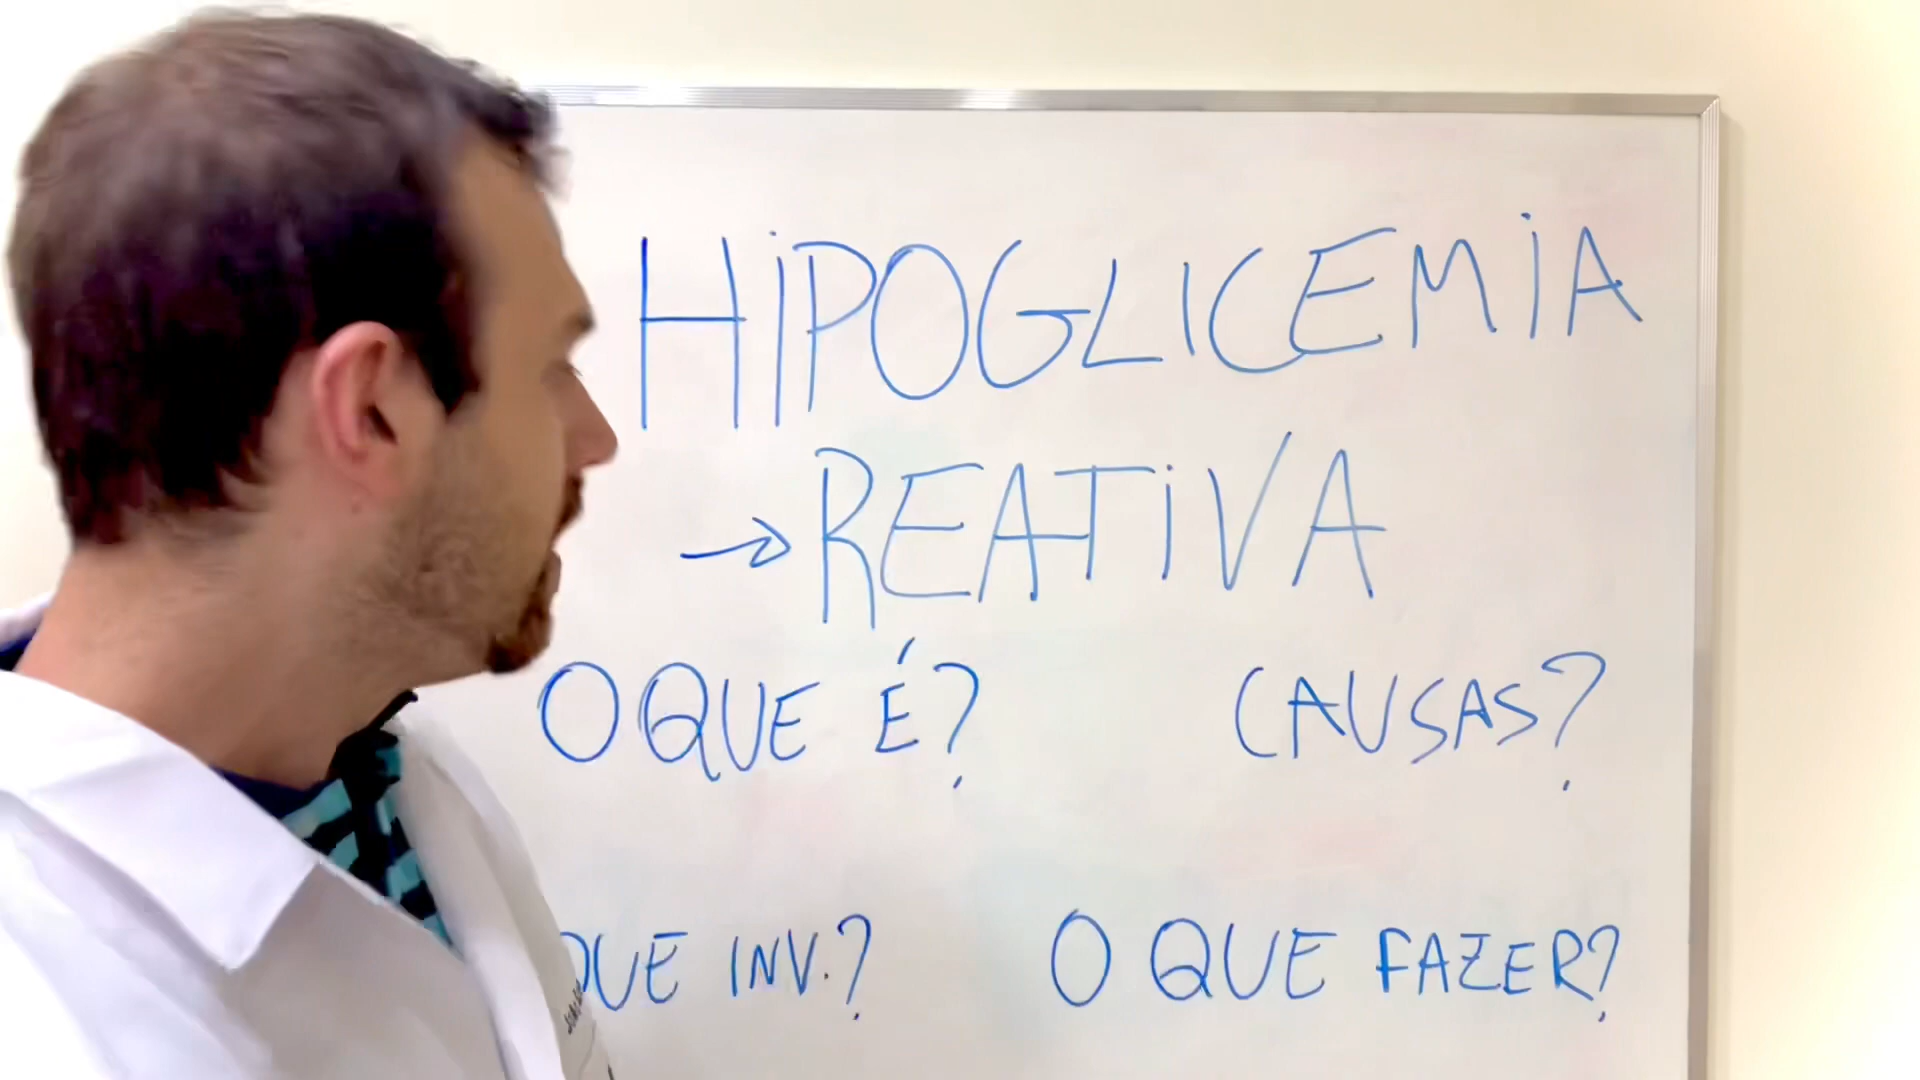 HIPOGLICEMIA
→ REATIVA
O QUE É? CAUSAS?
QUE INV.? O QUE FAZER?